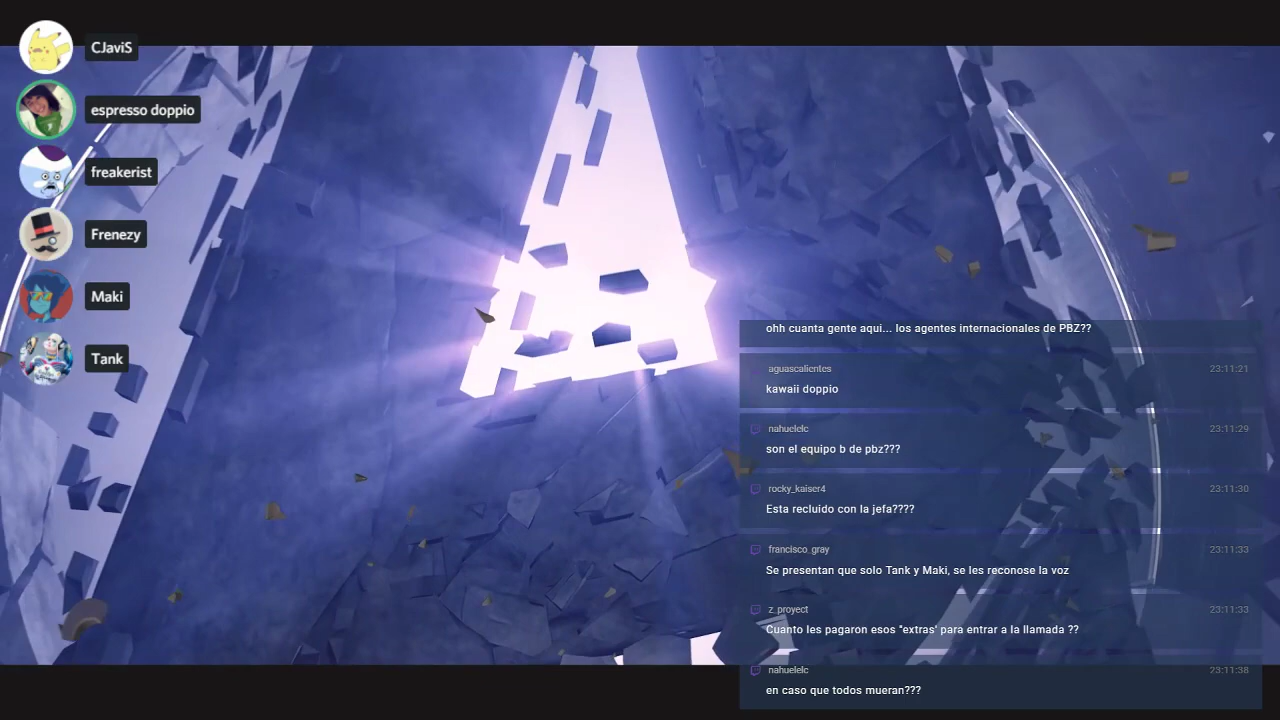 CJaviS
espresso doppio
freakerist
Frenezy
Maki
Tank
ohh cuanta gente aqui... los agentes internacionales de PBZ??
aguascalientes 23:11:21
kawaii doppio
nahuelelc 23:11:29
son el equipo b de pbz???
rocky_kaiser4 23:11:30
Esta recluido con la jefa????
francisco_gray 23:11:33
Se presentan que solo Tank y Maki, se les reconose la voz
z_proyect 23:11:33
Cuanto les pagaron esos "extras" para entrar a la llamada ??
nahuelelc 23:11:38
en caso que todos mueran???